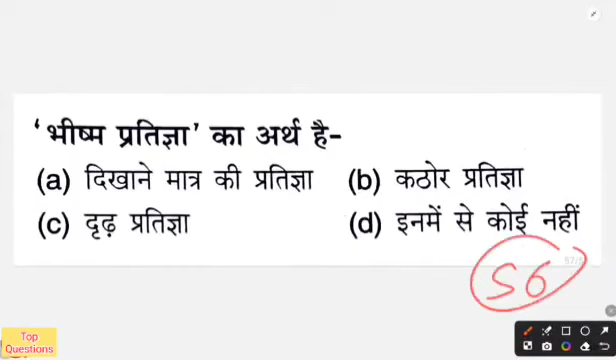 ‘भीष्म प्रतिज्ञा’ का अर्थ है-
(a) दिखाने मात्र की प्रतिज्ञा (b) कठोर प्रतिज्ञा
(c) दृढ़ प्रतिज्ञा (d) इनमें से कोई नहीं
56
Top
Questions